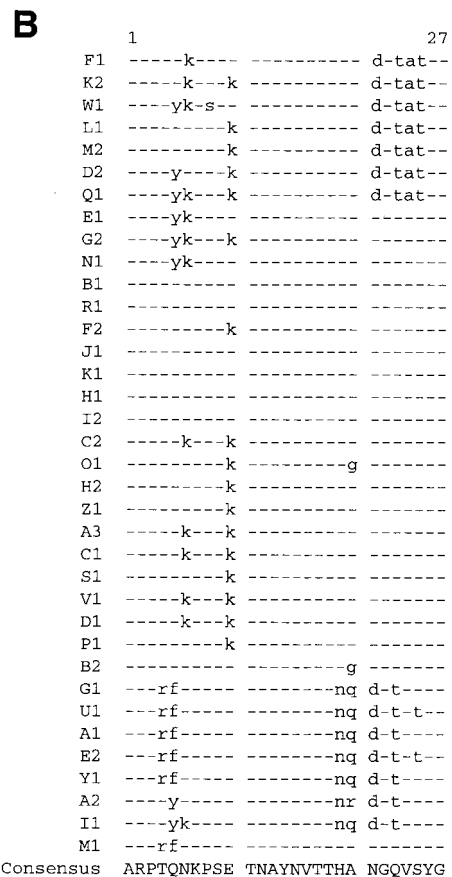 B
1 27
F1 -----k---- ---------- d-tat--
K2 -----k---k ---------- d-tat--
W1 ----yk-s-- ---------- d-tat--
L1 ---------k ---------- d-tat--
M2 ---------k ---------- d-tat--
D2 ----y----k ---------- d-tat--
Q1 ----yk---k ---------- d-tat--
E1 ----yk---- ---------- -------
G2 ----yk---k ---------- -------
N1 ----yk---- ---------- -------
B1 ---------- ---------- -------
R1 ---------- ---------- -------
F2 ---------k ---------- -------
J1 ---------- ---------- -------
K1 ---------- ---------- -------
H1 ---------- ---------- -------
I2 ---------- ---------- -------
C2 -----k---k ---------- -------
O1 ---------k ---------g -------
H2 ---------k ---------- -------
Z1 ---------k ---------- -------
A3 -----k---k ---------- -------
C1 -----k---k ---------- -------
S1 ---------k ---------- -------
V1 -----k---k ---------- -------
D1 -----k---k ---------- -------
P1 ---------k ---------- -------
B2 ---------- ---------g -------
G1 ---rf----- --------nq d-t----
U1 ---rf----- --------nq d-t-t--
A1 ---rf----- --------nq d-t----
E2 ---rf----- --------nq d-t-t--
Y1 ---rf----- --------nq d-t----
A2 ----y----- --------nr d-t----
I1 ----yk---- --------nq d-t----
M1 ---rf----- ---------- -------
Consensus ARPTQNKPSE TNAYNVTTHA NGQVSYG